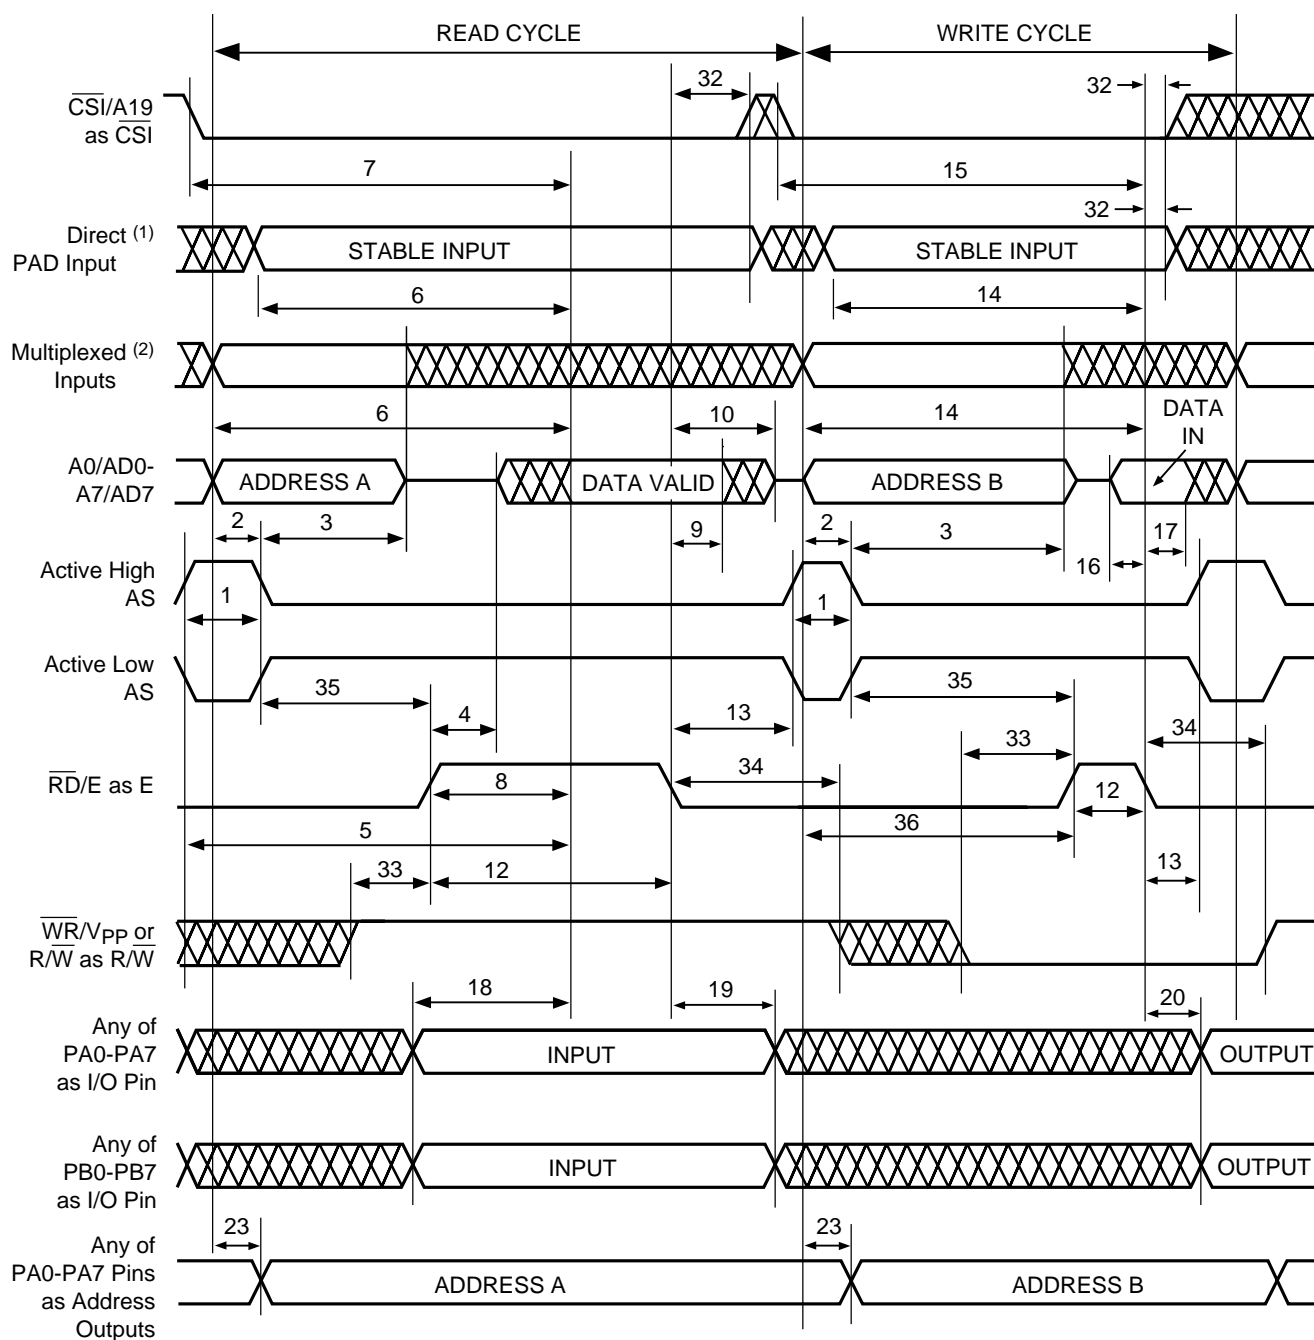 READ CYCLE WRITE CYCLE
32 32
CSI/A19
as CSI
7 15
32
Direct (1)
PAD Input
STABLE INPUT STABLE INPUT
6 14
Multiplexed (2)
Inputs
6 10 14 DATA
IN
A0/AD0-
A7/AD7
ADDRESS A DATA VALID ADDRESS B
2 3 9 2 3 16 17
Active High
AS
1 1
Active Low
AS
35 4 13 35 34
33
RD/E as E
8 34 12
5 36
33 12 13
WR/VPP or
R/W as R/W
18 19 20
Any of
PA0-PA7
as I/O Pin
INPUT OUTPUT
Any of
PB0-PB7
as I/O Pin
INPUT OUTPUT
23 23
Any of
PA0-PA7 Pins
as Address
Outputs
ADDRESS A ADDRESS B